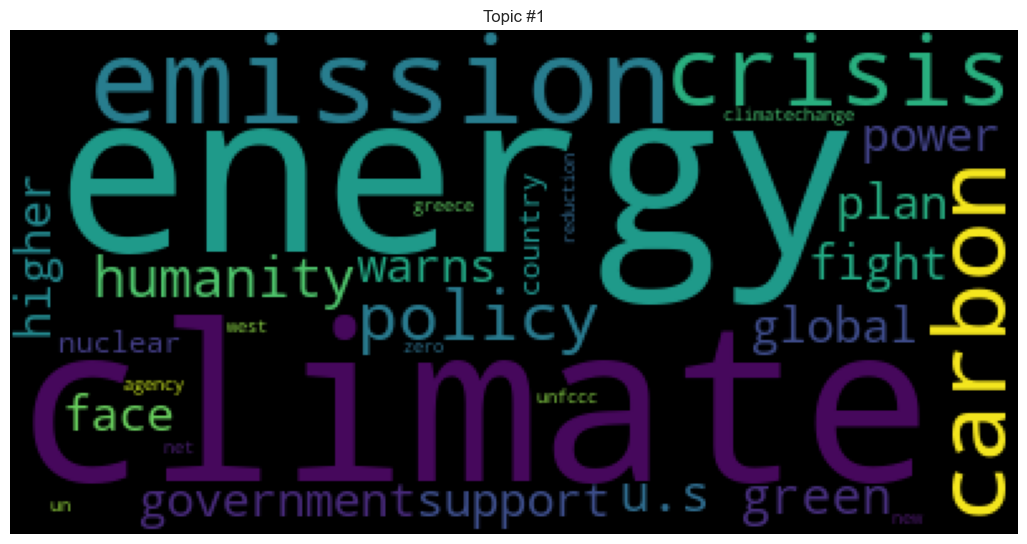 Topic #1
emission
crisis
climatechange
energy
power
carbon
higher
greece
country
reduction
plan
humanity
warns
fight
policy
global
nuclear
west
zero
climate
agency
face
unfccc
net
un
government
support
u.s
green
new